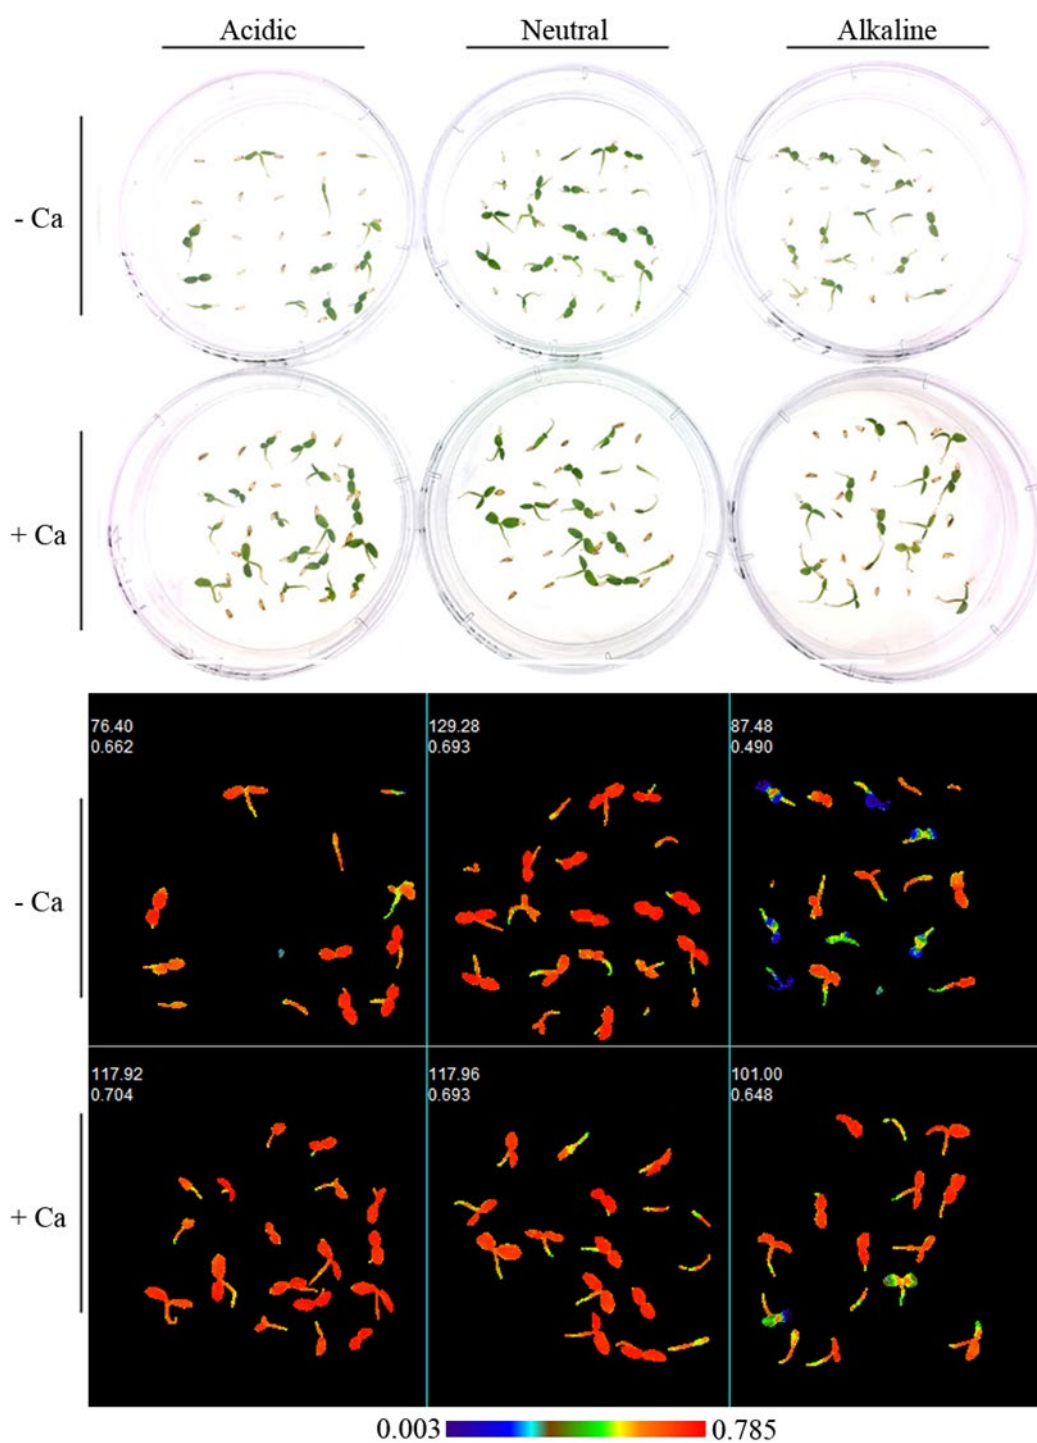 Acidic
Neutral
Alkaline
- Ca
+ Ca
76.40
0.662
129.28
0.693
87.48
0.490
- Ca
117.92
0.704
117.96
0.693
101.00
0.648
+ Ca
0.003
0.785